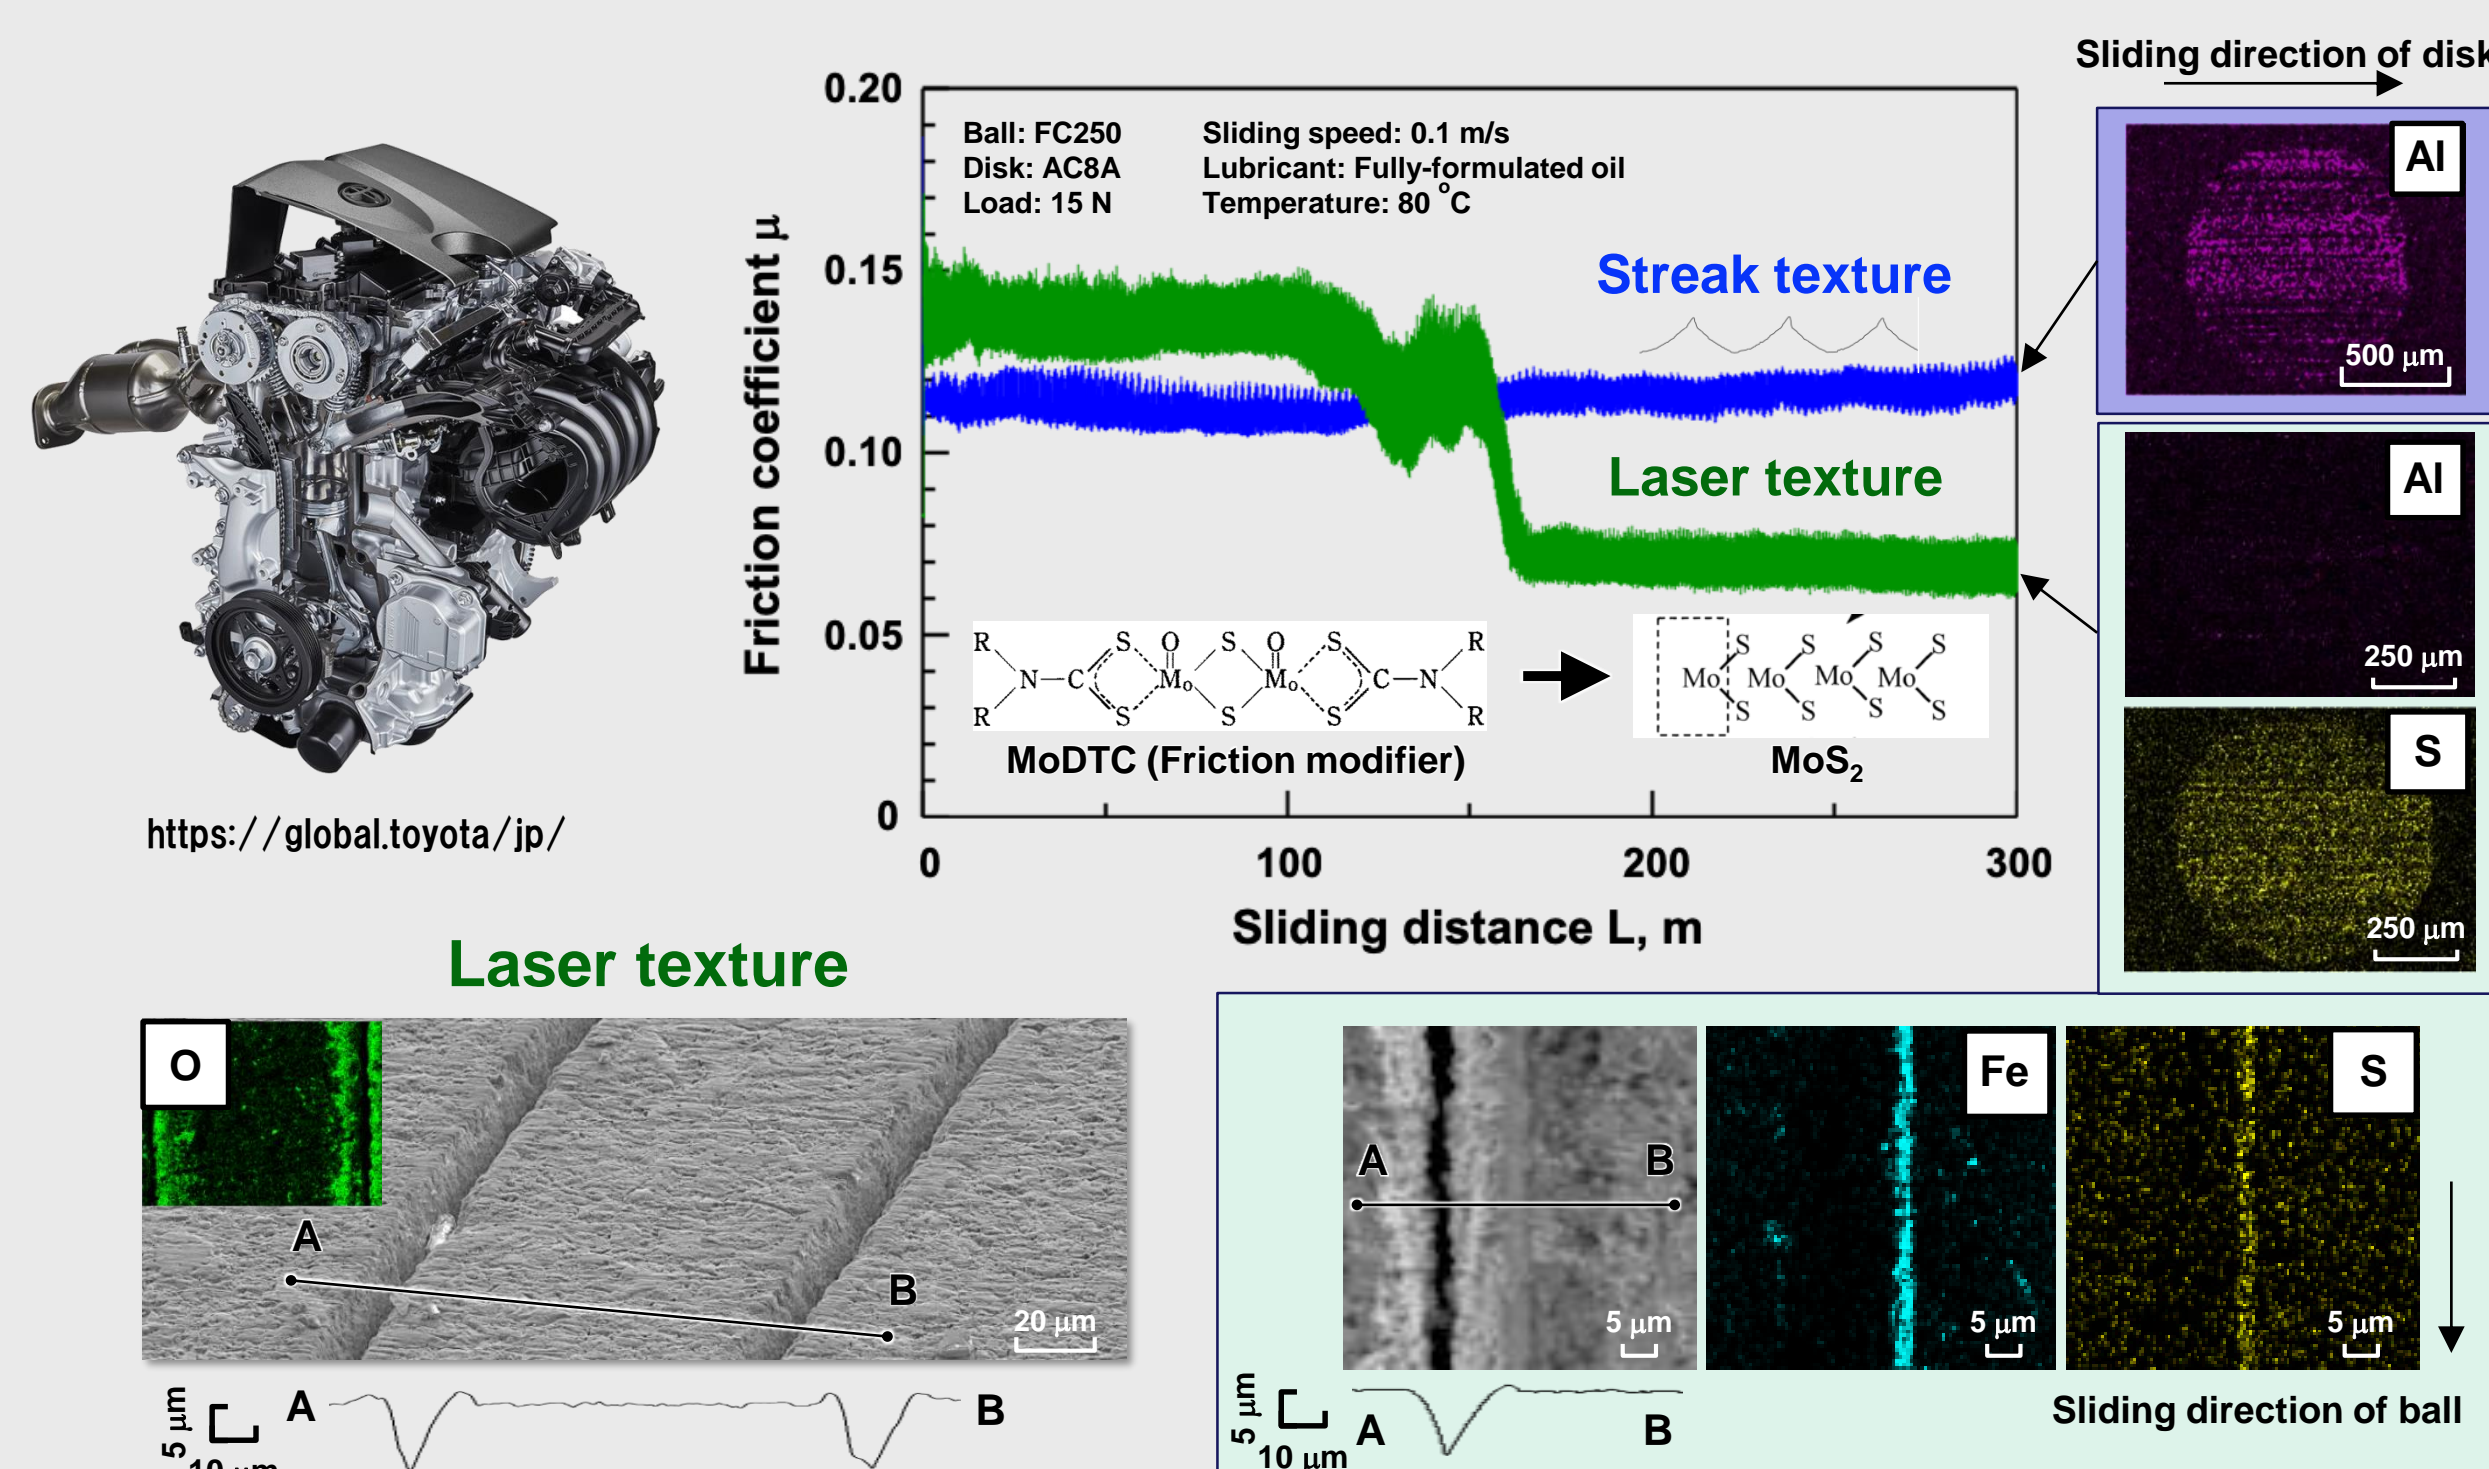 Sliding direction of disk
0.20
0.15
0.10
0.05
0
Friction coefficient μ
Ball: FC250
Disk: AC8A
Load: 15 N
Sliding speed: 0.1 m/s
Lubricant: Fully-formulated oil
Temperature: 80 °C
Streak texture
Laser texture
R
R
N
C
S
S
O
Mo
S
S
O
Mo
S
S
C
N
R
R
MoDTC (Friction modifier)
S
S
S
S
Mo
Mo
Mo
Mo
S
S
S
S
MoS₂
0
100
200
300
Sliding distance L, m
Al
500 μm
Al
250 μm
S
250 μm
https://global.toyota/jp/
Laser texture
O
A
B
20 μm
5 μm
10 μm
A
B
A
B
5 μm
Fe
5 μm
S
5 μm
5 μm
10 μm
A
B
Sliding direction of ball